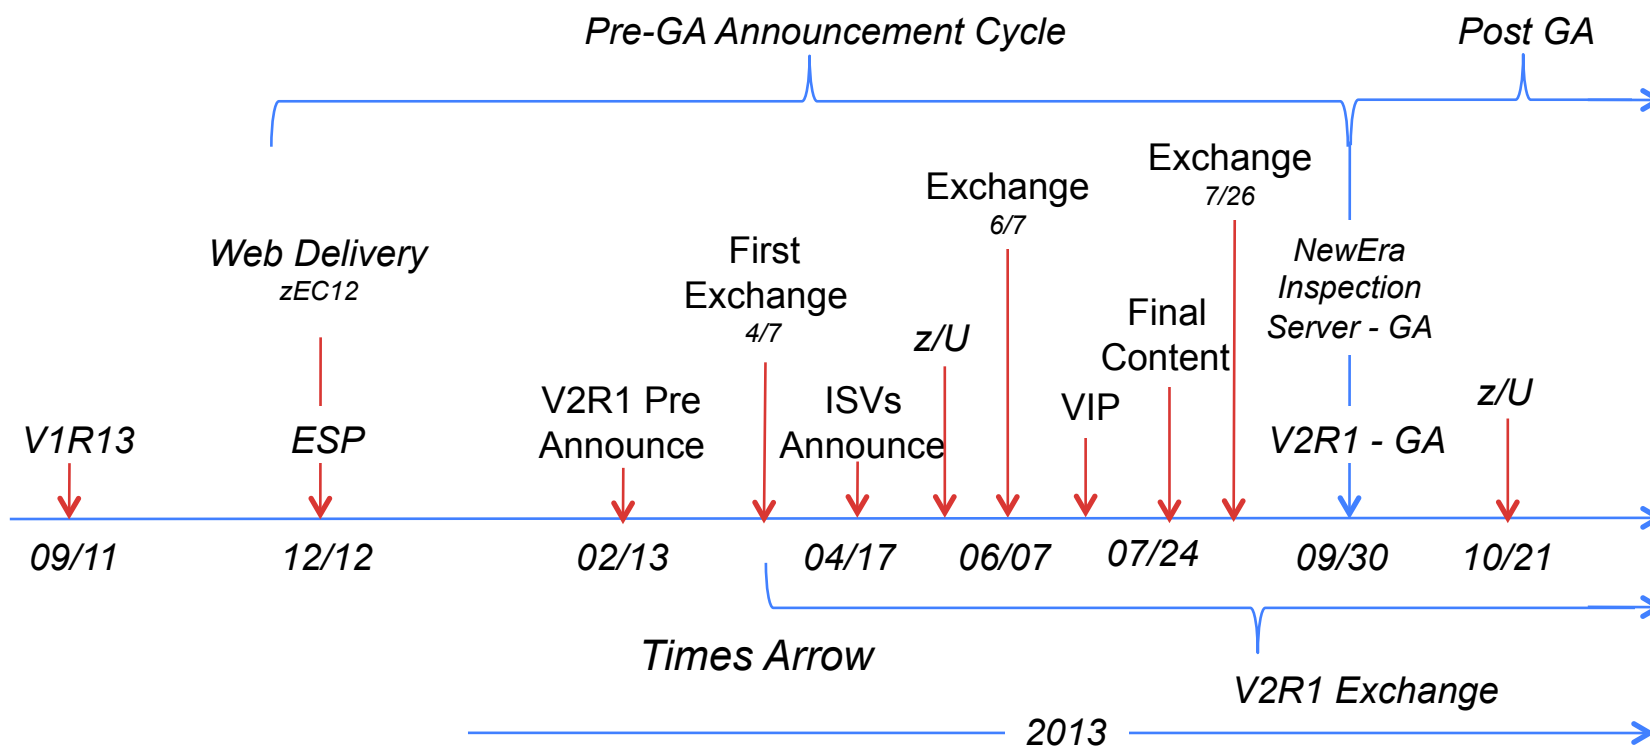 Pre-GA Announcement Cycle
Post GA
Exchange
7/26
Exchange
6/7
Web Delivery
zEC12
First
Exchange
4/7
NewEra
Inspection
Server - GA
Final
Content
z/U
V2R1 Pre
Announce
ISVs
Announce
VIP
z/U
V1R13
ESP
V2R1 - GA
09/11
12/12
02/13
04/17
06/07
07/24
09/30
10/21
Times Arrow
V2R1 Exchange
2013